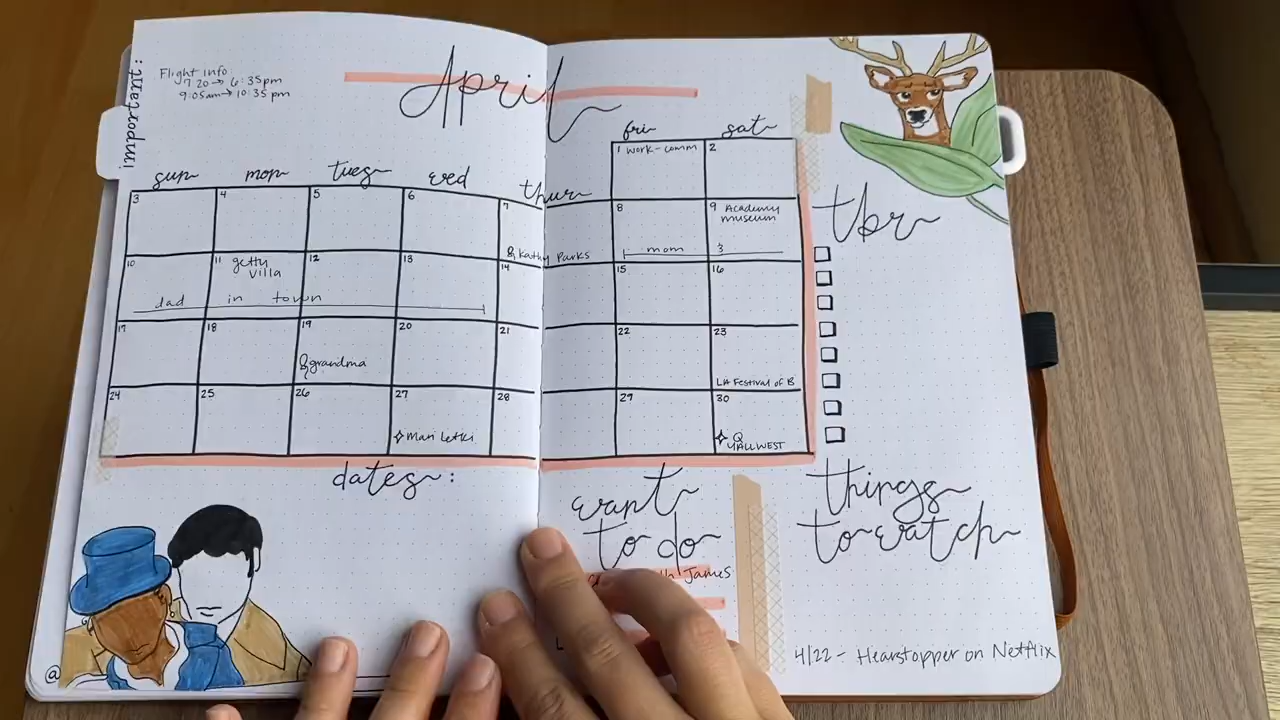 important:
Flight Info:
7:20 → 6:35pm
9:05am → 10:35 pm
April
sun mon tues wed thur fri sat
1 work-comm 2
3 4 5 6 7 8 9 Academy
museum
& Kathy Parks mom
10 11 getty 12 13 14 15 16
villa
dad in town
17 18 19 20 21 22 23
grandma
LA Festival of B
24 25 26 27 28 29 30
YALLWEST
dates:
tbr
want
to do
James
things
to watch
4/22 - Hearstopper on Netflix
@